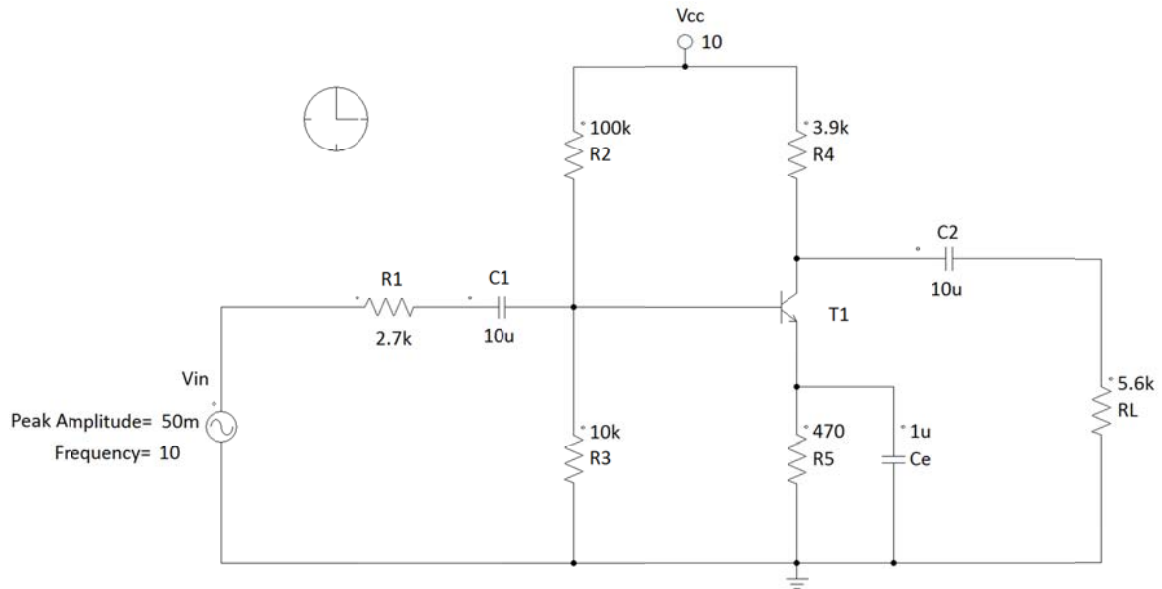 Vcc
10
100k
R2
3.9k
R4
C2
10u
R1
2.7k
C1
10u
T1
Vin
Peak Amplitude= 50m
Frequency= 10
10k
R3
470
R5
1u
Ce
5.6k
RL